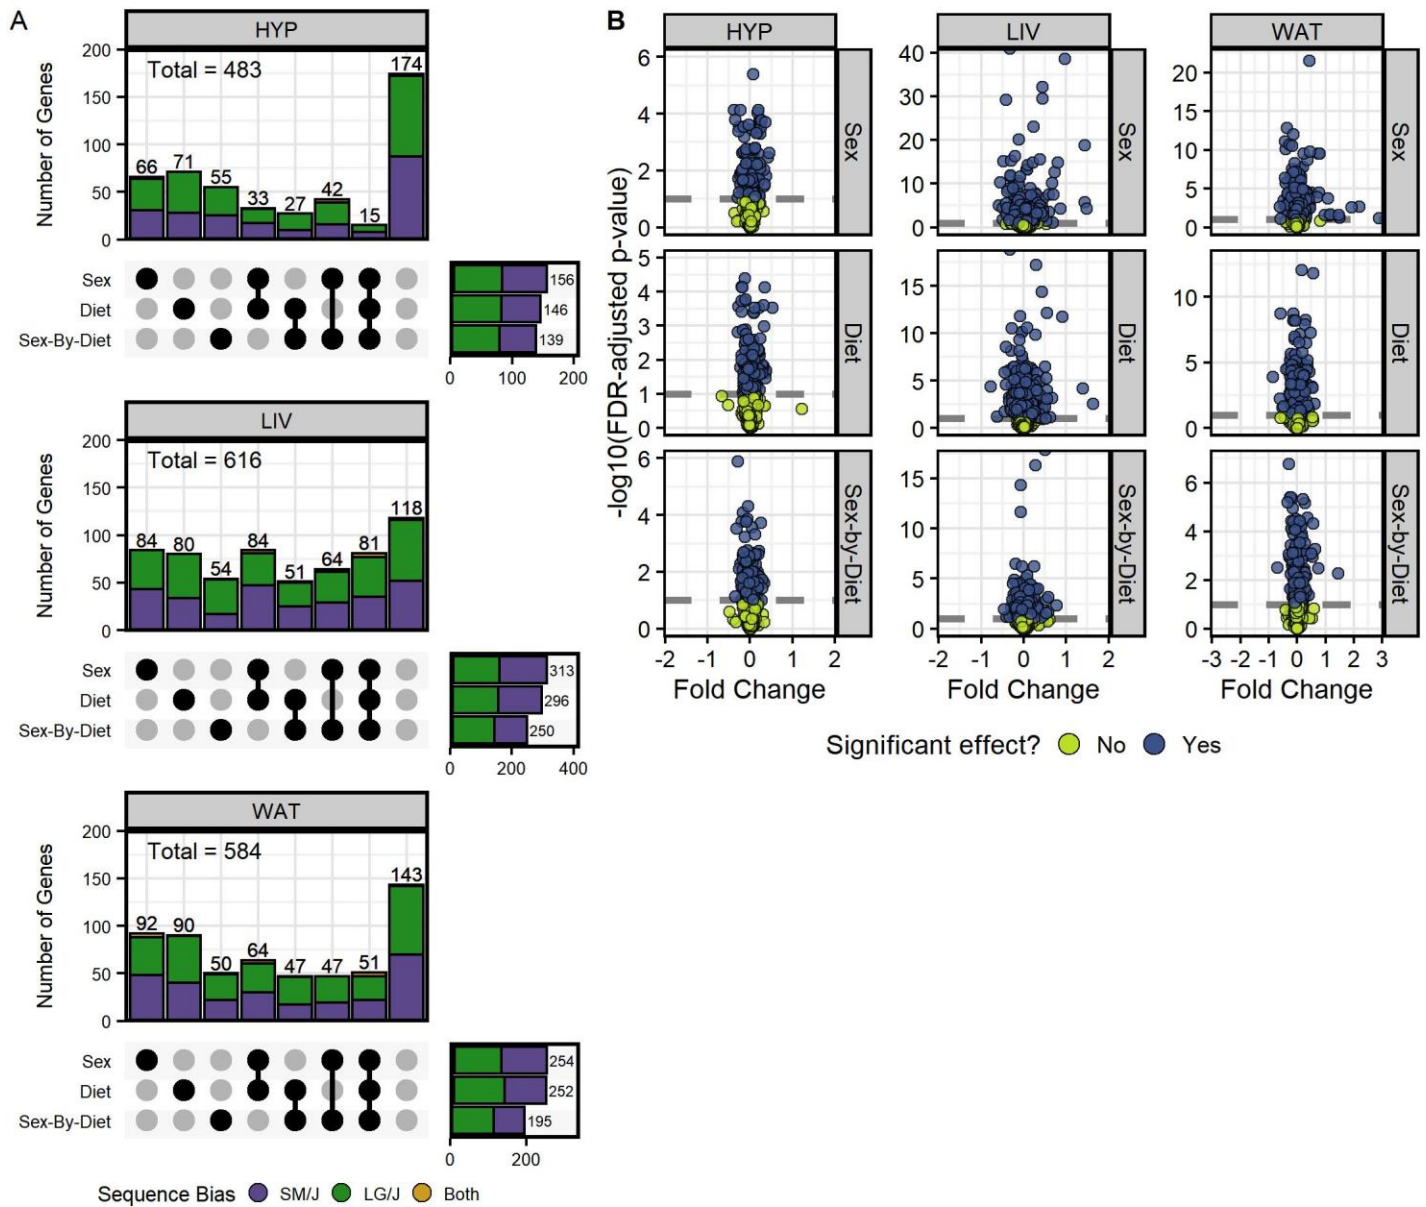 A
HYP
Total = 483
Number of Genes
200
150
100
50
0
66
71
55
33
27
42
15
174
Sex
Diet
Sex-By-Diet
156
146
139
0
100
200
LIV
Total = 616
Number of Genes
200
150
100
50
0
84
80
54
84
51
64
81
118
Sex
Diet
Sex-By-Diet
313
296
250
0
200
400
WAT
Total = 584
Number of Genes
200
150
100
50
0
92
90
50
64
47
47
51
143
Sex
Diet
Sex-By-Diet
254
252
195
0
200
Sequence Bias SM/J LG/J Both
B
HYP
LIV
WAT
-log10(FDR-adjusted p-value)
6
4
2
0
40
30
20
10
0
20
15
10
5
0
Sex
Sex
Sex
5
4
3
2
1
0
15
10
5
0
10
5
0
Diet
Diet
Diet
6
4
2
0
15
10
5
0
6
4
2
0
Sex-by-Diet
Sex-by-Diet
Sex-by-Diet
-2 -1 0 1 2
-2 -1 0 1 2
-3 -2 -1 0 1 2 3
Fold Change
Fold Change
Fold Change
Significant effect? No Yes